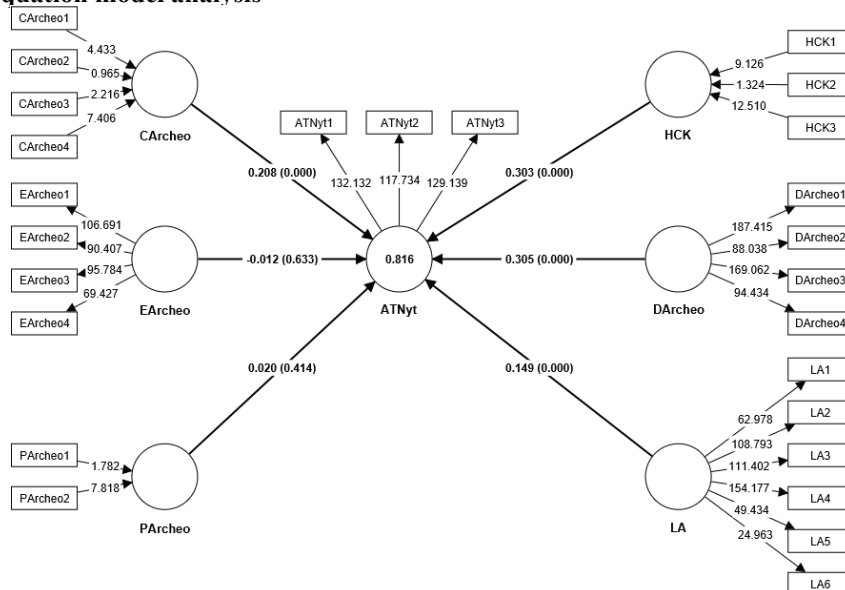 quation model analysis
CArcheo1
CArcheo2
CArcheo3
CArcheo4
4.433
0.965
2.216
7.406
CArcheo
HCK1
HCK2
HCK3
9.126
1.324
12.510
HCK
ATNyt1
ATNyt2
ATNyt3
132.132
117.734
129.139
0.208 (0.000)
0.303 (0.000)
EArcheo1
EArcheo2
EArcheo3
EArcheo4
106.691
90.407
95.784
69.427
EArcheo
-0.012 (0.633)
0.816
ATNyt
0.305 (0.000)
DArcheo
187.415
88.038
169.062
94.434
DArcheo1
DArcheo2
DArcheo3
DArcheo4
0.020 (0.414)
0.149 (0.000)
PArcheo1
PArcheo2
1.782
7.818
PArcheo
LA1
LA2
LA3
LA4
LA5
LA6
62.978
108.793
111.402
154.177
49.434
24.963
LA